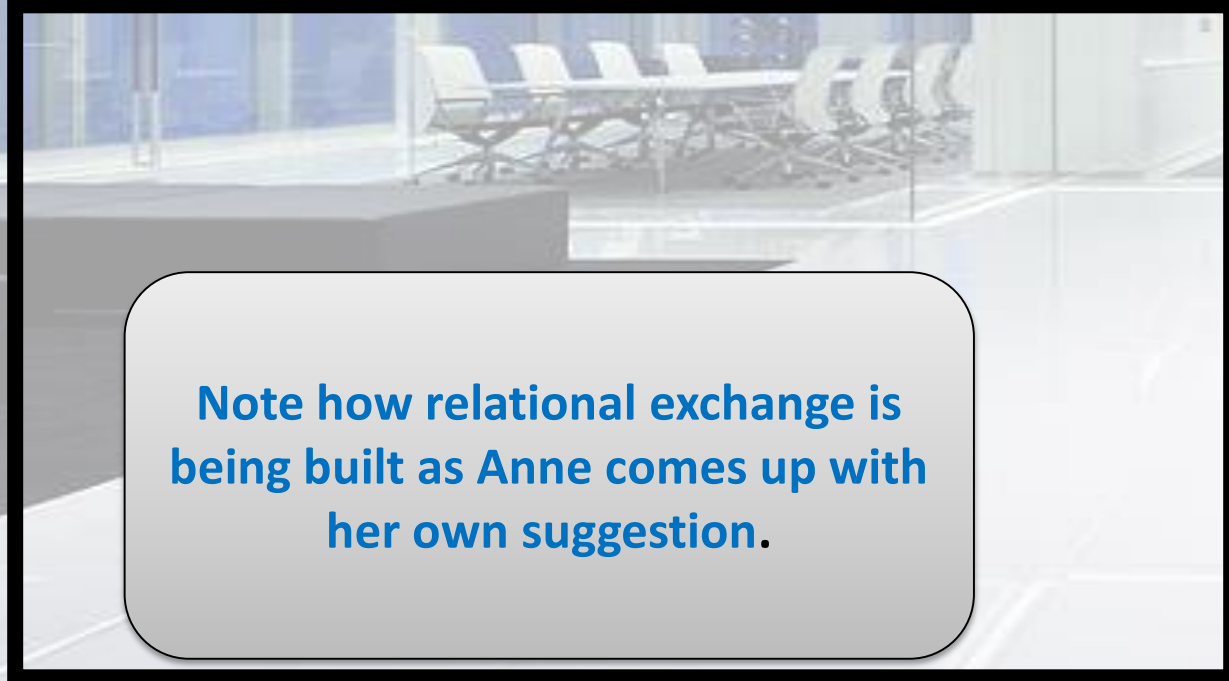 Note how relational exchange is
being built as Anne comes up with
her own suggestion.